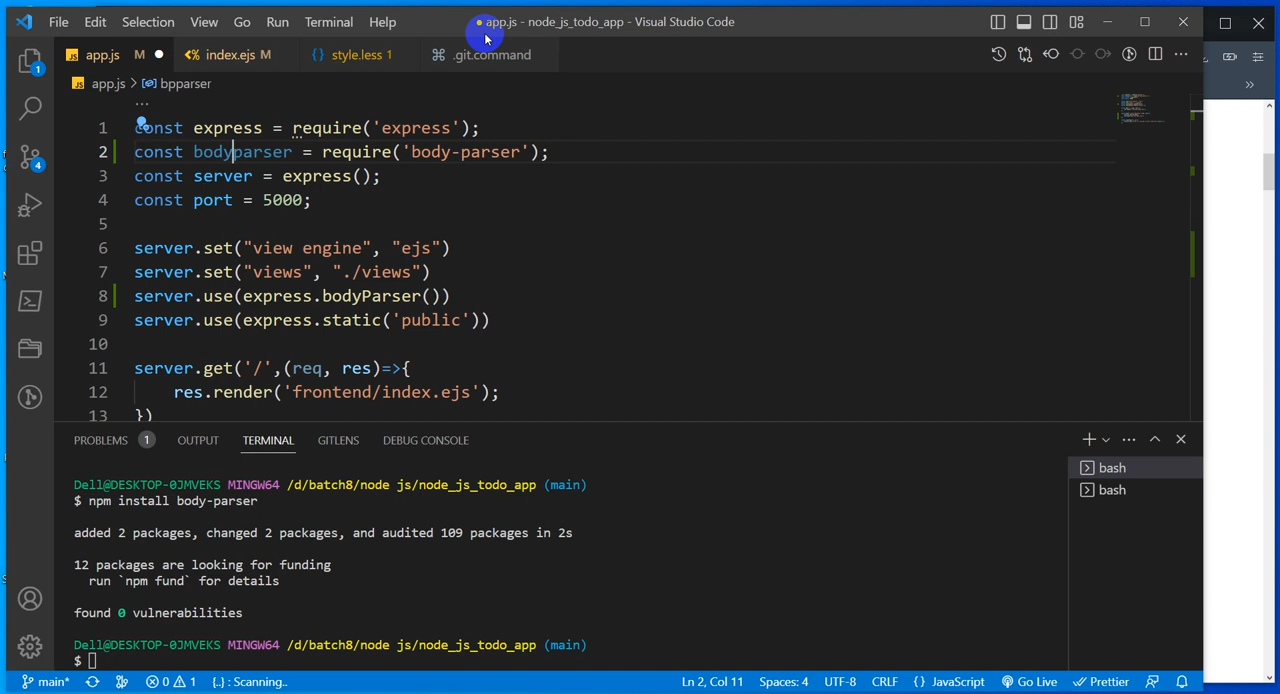 File Edit Selection View Go Run Terminal Help
● app.js - node_js_todo_app - Visual Studio Code
JS app.js M ● <% index.ejs M {} style.less 1 .git.command
JS app.js > bpparser
...
1 const express = require('express');
2 const bodyparser = require('body-parser');
3 const server = express();
4 const port = 5000;
5
6 server.set("view engine", "ejs")
7 server.set("views", "./views")
8 server.use(express.bodyParser())
9 server.use(express.static('public'))
10
11 server.get('/',(req, res)=>{
12 res.render('frontend/index.ejs');
13 })
1
4
PROBLEMS 1 OUTPUT TERMINAL GITLENS DEBUG CONSOLE
bash
bash
Dell@DESKTOP-0JMVEKS MINGW64 /d/batch8/node js/node_js_todo_app (main)
$ npm install body-parser
added 2 packages, changed 2 packages, and audited 109 packages in 2s
12 packages are looking for funding
run `npm fund` for details
found 0 vulnerabilities
Dell@DESKTOP-0JMVEKS MINGW64 /d/batch8/node js/node_js_todo_app (main)
$
main* 0 1 {..} : Scanning.. Ln 2, Col 11 Spaces: 4 UTF-8 CRLF {} JavaScript Go Live Prettier